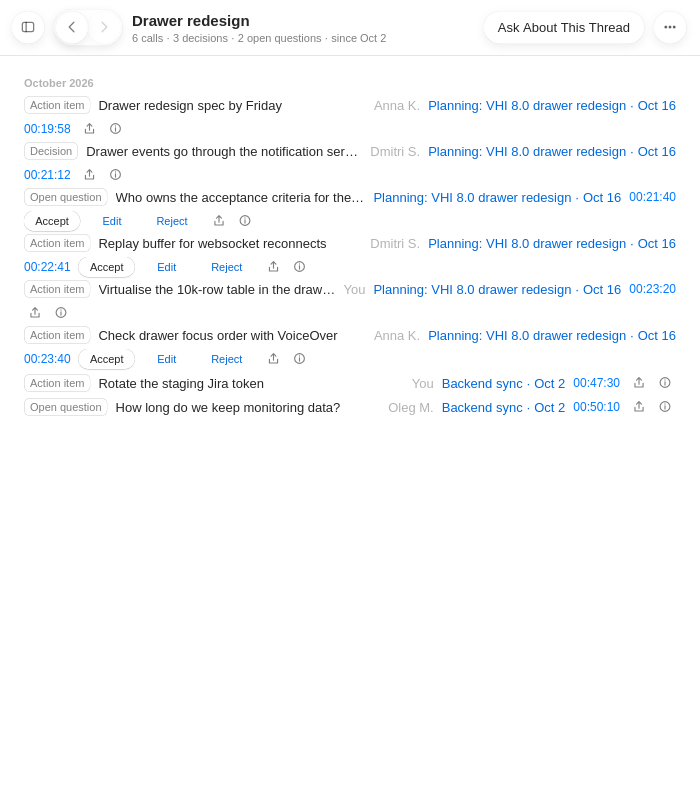 Drawer redesign
6 calls · 3 decisions · 2 open questions · since Oct 2
Ask About This Thread
October 2026
Action item Drawer redesign spec by Friday Anna K. Planning: VHI 8.0 drawer redesign · Oct 16
00:19:58
Decision Drawer events go through the notification ser… Dmitri S. Planning: VHI 8.0 drawer redesign · Oct 16
00:21:12
Open question Who owns the acceptance criteria for the… Planning: VHI 8.0 drawer redesign · Oct 16 00:21:40
Accept Edit Reject
Action item Replay buffer for websocket reconnects Dmitri S. Planning: VHI 8.0 drawer redesign · Oct 16
00:22:41 Accept Edit Reject
Action item Virtualise the 10k-row table in the draw… You Planning: VHI 8.0 drawer redesign · Oct 16 00:23:20
Action item Check drawer focus order with VoiceOver Anna K. Planning: VHI 8.0 drawer redesign · Oct 16
00:23:40 Accept Edit Reject
Action item Rotate the staging Jira token You Backend sync · Oct 2 00:47:30
Open question How long do we keep monitoring data? Oleg M. Backend sync · Oct 2 00:50:10